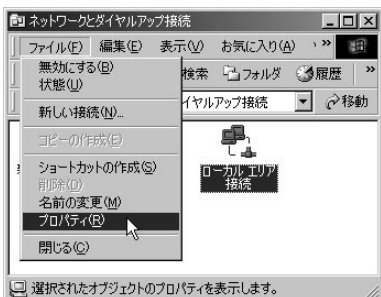 ネットワークとダイヤルアップ接続
ファイル(F) 編集(E) 表示(V) お気に入り(A) »
検索 フォルダ 履歴 »
イヤルアップ接続 移動
無効にする(B)
状態(U)
新しい接続(N)...
コピーの作成(C)
ショートカットの作成(S)
削除(D)
名前の変更(M)
プロパティ(R)
閉じる(C)
ローカル エリア
接続
選択されたオブジェクトのプロパティを表示します。